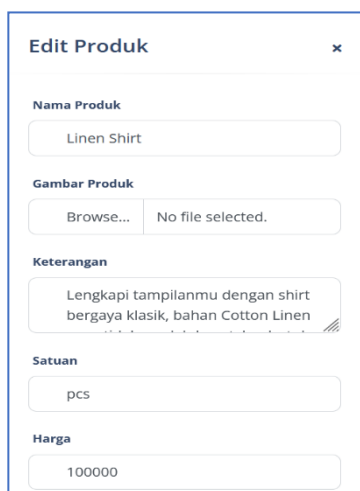 Edit Produk ×
Nama Produk
Linen Shirt
Gambar Produk
Browse... No file selected.
Keterangan
Lengkapi tampilanmu dengan shirt
bergaya klasik, bahan Cotton Linen
Satuan
pcs
Harga
100000